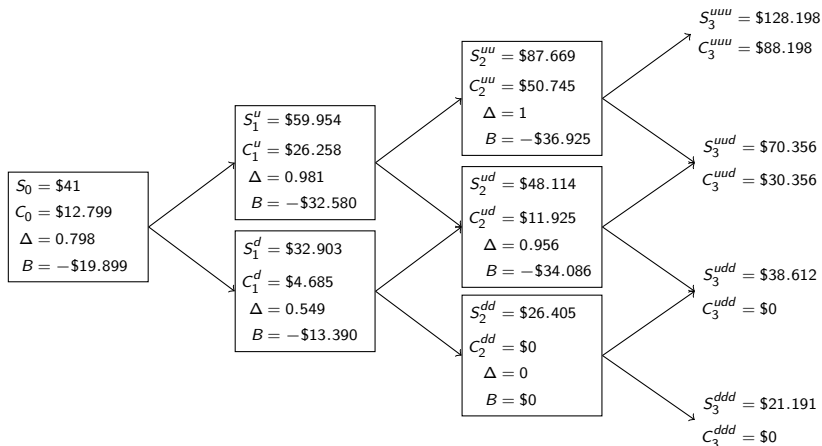 S_0 = $41
C_0 = $12.799
Δ = 0.798
B = −$19.899
S_1^u = $59.954
C_1^u = $26.258
Δ = 0.981
B = −$32.580
S_1^d = $32.903
C_1^d = $4.685
Δ = 0.549
B = −$13.390
S_2^{uu} = $87.669
C_2^{uu} = $50.745
Δ = 1
B = −$36.925
S_2^{ud} = $48.114
C_2^{ud} = $11.925
Δ = 0.956
B = −$34.086
S_2^{dd} = $26.405
C_2^{dd} = $0
Δ = 0
B = $0
S_3^{uuu} = $128.198
C_3^{uuu} = $88.198
S_3^{uud} = $70.356
C_3^{uud} = $30.356
S_3^{udd} = $38.612
C_3^{udd} = $0
S_3^{ddd} = $21.191
C_3^{ddd} = $0